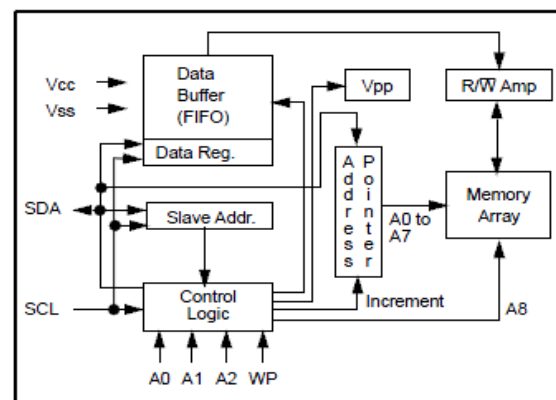 Vcc
Vss
Data
Buffer
(FIFO)
Data Reg.
Vpp
R/W̅ Amp
Address
Pointer
A0 to
A7
Memory
Array
SDA
Slave Addr.
SCL
Control
Logic
Increment
A8
A0 A1 A2 WP